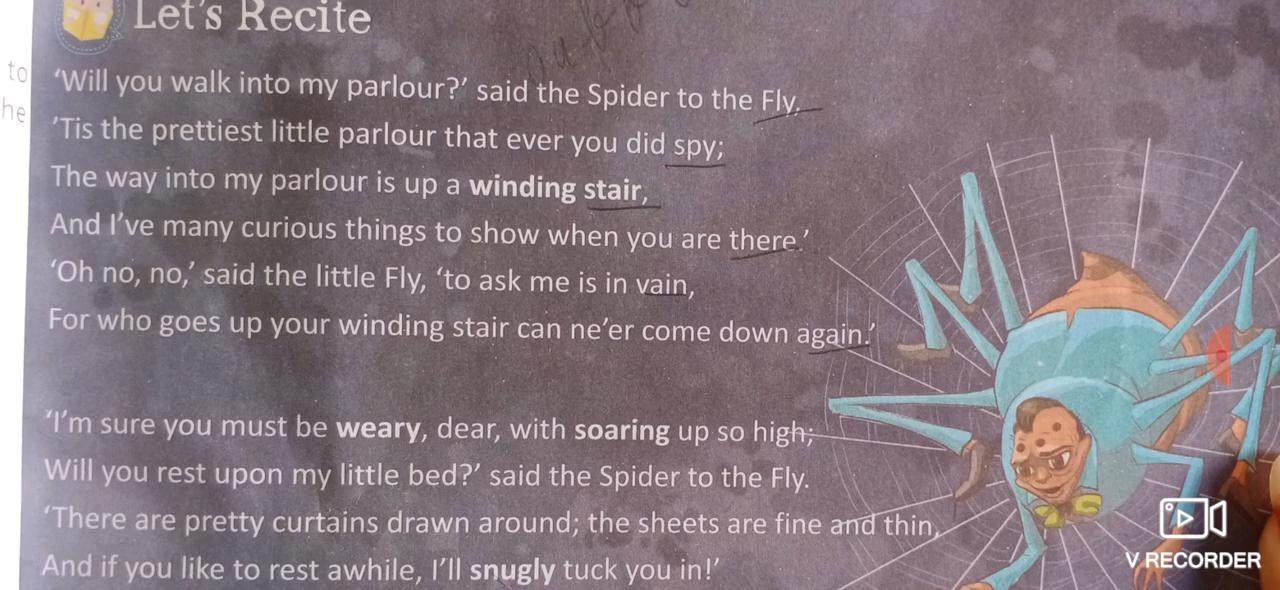 Let's Recite
to
he
‘Will you walk into my parlour?’ said the Spider to the Fly,
’Tis the prettiest little parlour that ever you did spy;
The way into my parlour is up a winding stair,
And I’ve many curious things to show when you are there.’
‘Oh no, no,’ said the little Fly, ‘to ask me is in vain,
For who goes up your winding stair can ne’er come down again.’
‘I’m sure you must be weary, dear, with soaring up so high;
Will you rest upon my little bed?’ said the Spider to the Fly.
‘There are pretty curtains drawn around; the sheets are fine and thin,
And if you like to rest awhile, I’ll snugly tuck you in!’
V RECORDER